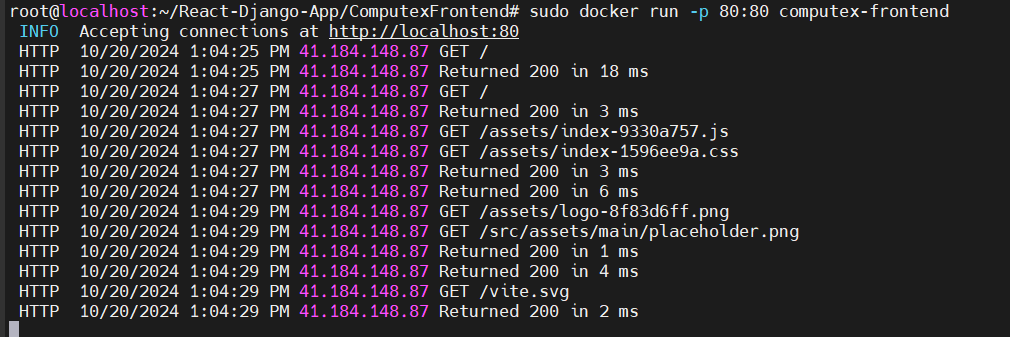 root@localhost:~/React-Django-App/ComputexFrontend# sudo docker run -p 80:80 computex-frontend
INFO  Accepting connections at http://localhost:80
HTTP  10/20/2024 1:04:25 PM 41.184.148.87 GET /
HTTP  10/20/2024 1:04:25 PM 41.184.148.87 Returned 200 in 18 ms
HTTP  10/20/2024 1:04:27 PM 41.184.148.87 GET /
HTTP  10/20/2024 1:04:27 PM 41.184.148.87 Returned 200 in 3 ms
HTTP  10/20/2024 1:04:27 PM 41.184.148.87 GET /assets/index-9330a757.js
HTTP  10/20/2024 1:04:27 PM 41.184.148.87 GET /assets/index-1596ee9a.css
HTTP  10/20/2024 1:04:27 PM 41.184.148.87 Returned 200 in 3 ms
HTTP  10/20/2024 1:04:27 PM 41.184.148.87 Returned 200 in 6 ms
HTTP  10/20/2024 1:04:29 PM 41.184.148.87 GET /assets/logo-8f83d6ff.png
HTTP  10/20/2024 1:04:29 PM 41.184.148.87 GET /src/assets/main/placeholder.png
HTTP  10/20/2024 1:04:29 PM 41.184.148.87 Returned 200 in 1 ms
HTTP  10/20/2024 1:04:29 PM 41.184.148.87 Returned 200 in 4 ms
HTTP  10/20/2024 1:04:29 PM 41.184.148.87 GET /vite.svg
HTTP  10/20/2024 1:04:29 PM 41.184.148.87 Returned 200 in 2 ms